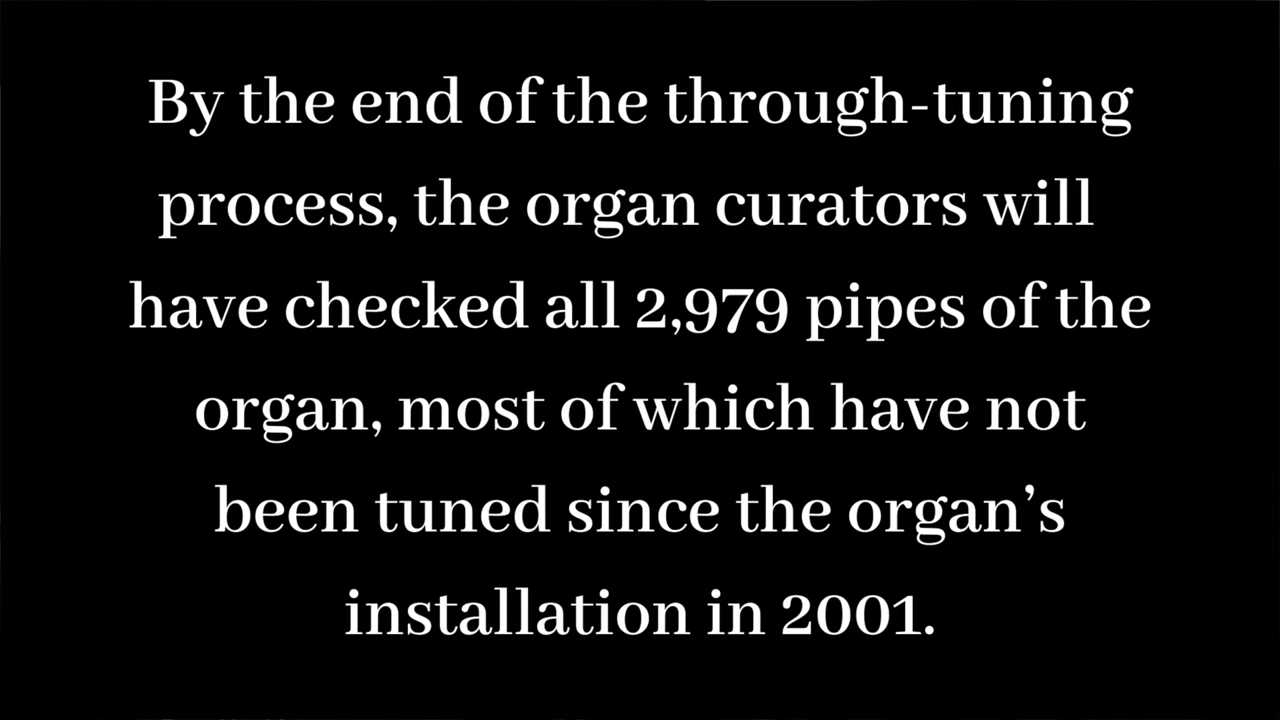 By the end of the through-tuning
process, the organ curators will
have checked all 2,979 pipes of the
organ, most of which have not
been tuned since the organ’s
installation in 2001.